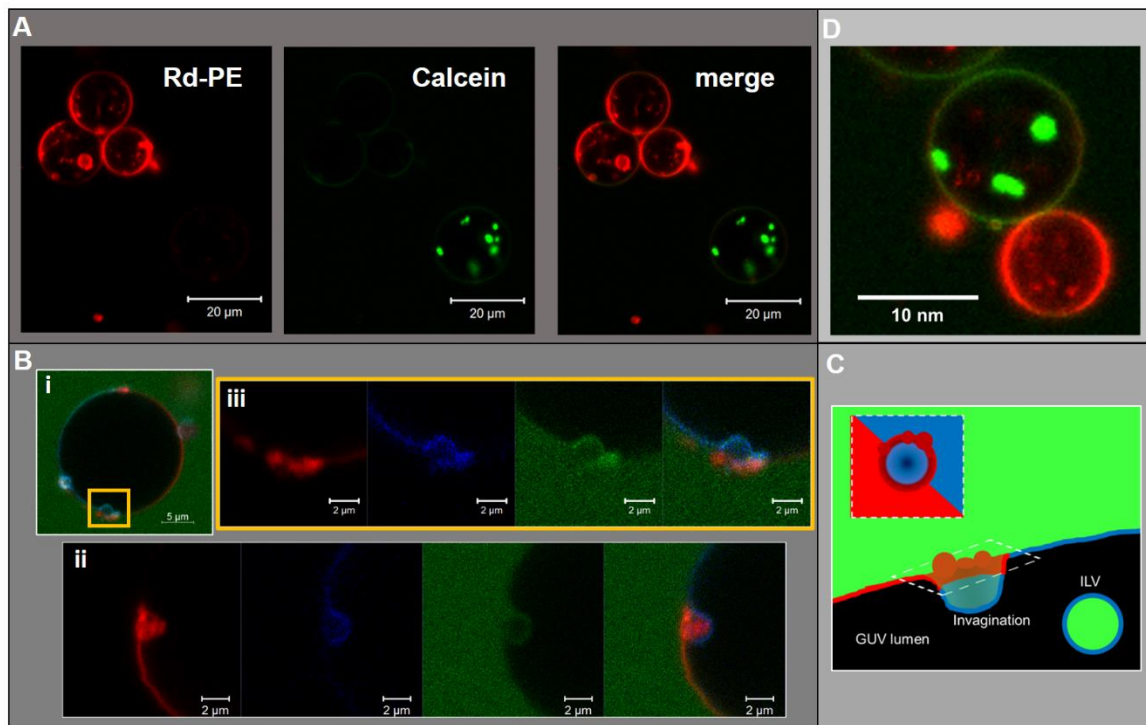 A
Rd-PE
Calcein
merge
20 µm
20 µm
20 µm
D
10 nm
B
i
5 µm
iii
2 µm
2 µm
2 µm
2 µm
ii
2 µm
2 µm
2 µm
2 µm
C
ILV
Invagination
GUV lumen